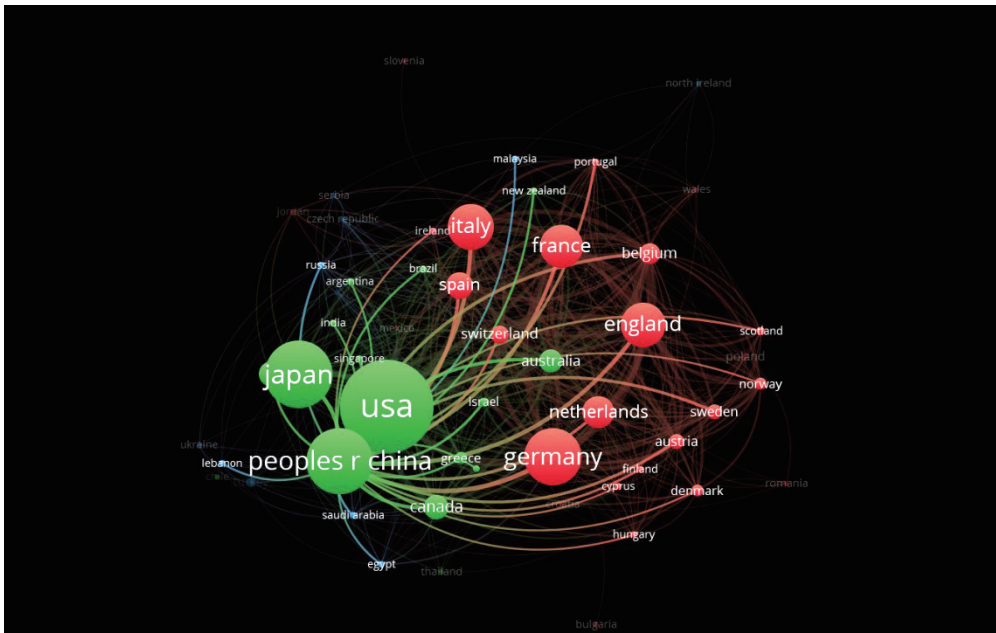 slovenia
north ireland
malaysia
portugal
new zealand
wales
serbia
jordan
czech republic
italy
ireland
france
belgium
russia
brazil
argentina
spain
india
mexico
england
switzerland
scotland
singapore
australia
poland
japan
norway
usa
israel
netherlands
sweden
ukraine
austria
lebanon
peoples r china
greece
germany
finland
chile
cyprus
denmark
romania
saudi arabia
canada
hungary
egypt
thailand
bulgaria